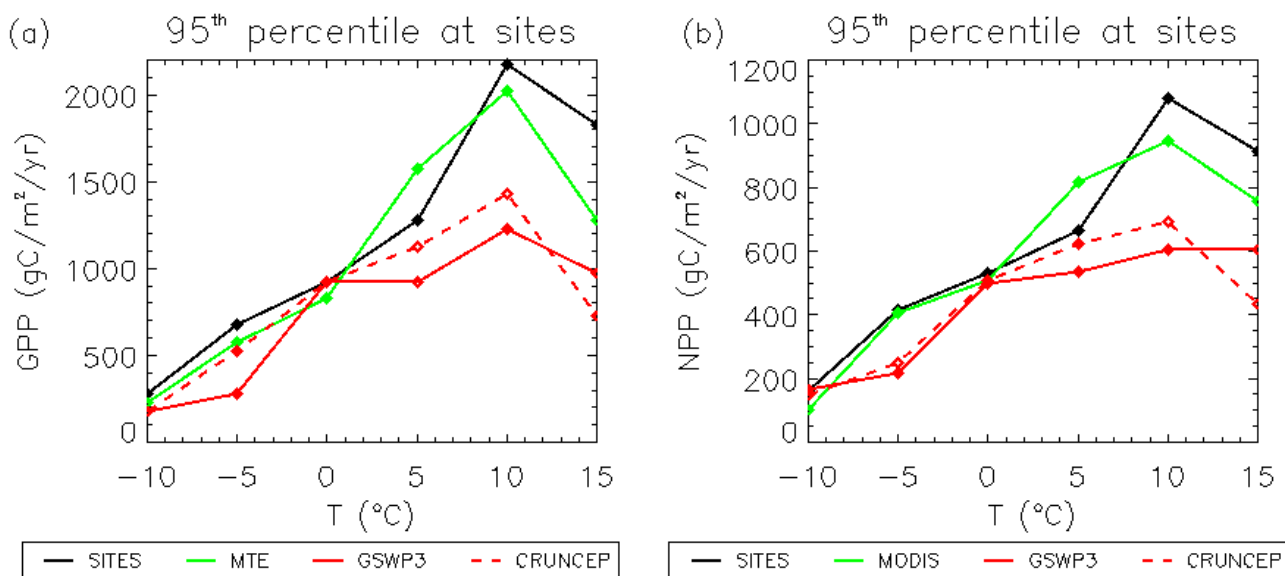 (a) 95th percentile at sites
2000
1500
1000
500
0
GPP (gC/m²/yr)
−10 −5 0 5 10 15
T (°C)
SITES MTE GSWP3 CRUNCEP
(b) 95th percentile at sites
1200
1000
800
600
400
200
0
NPP (gC/m²/yr)
−10 −5 0 5 10 15
T (°C)
SITES MODIS GSWP3 CRUNCEP